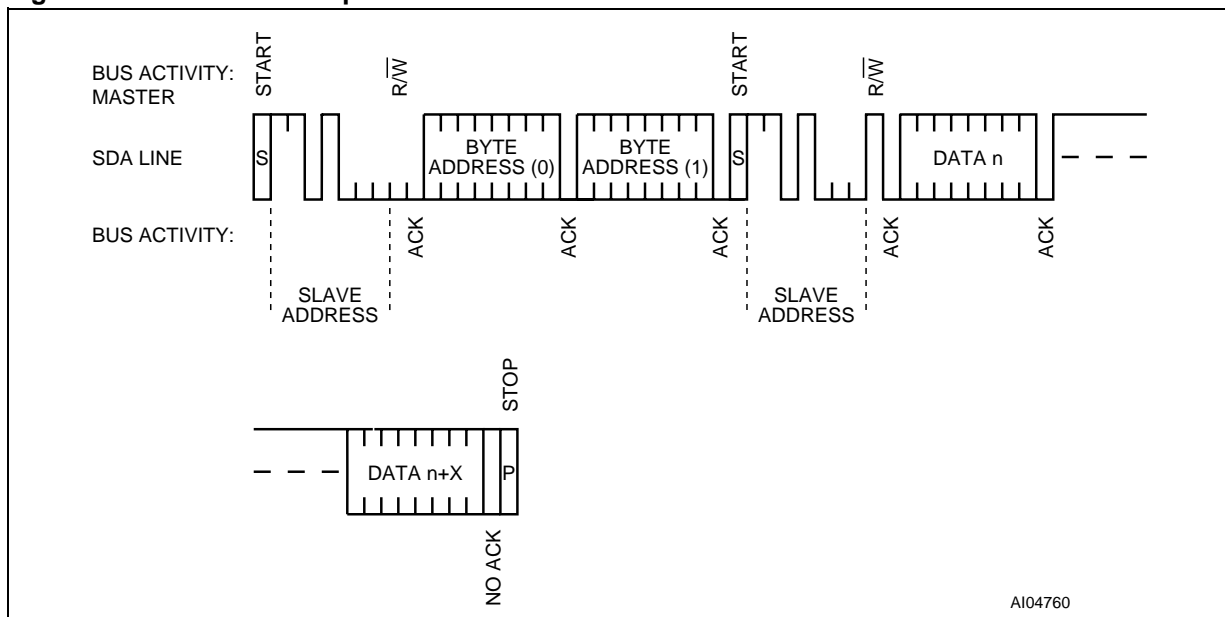 START
R/W
START
R/W
BUS ACTIVITY:
MASTER
SDA LINE
S
BYTE
ADDRESS (0)
BYTE
ADDRESS (1)
S
DATA n
BUS ACTIVITY:
ACK
ACK
ACK
ACK
ACK
SLAVE
ADDRESS
SLAVE
ADDRESS
STOP
DATA n+X
P
NO ACK
AI04760